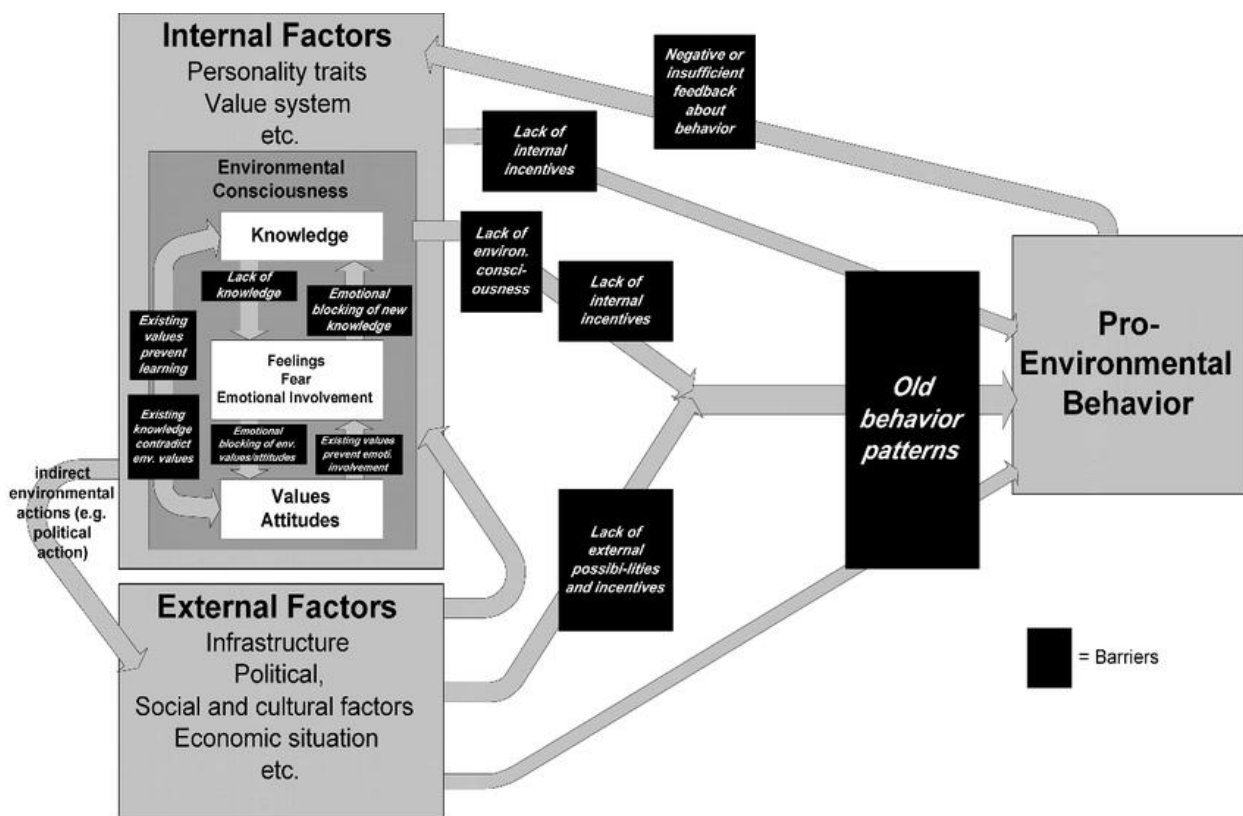 Internal Factors
Personality traits
Value system
etc.
Environmental
Consciousness
Knowledge
Lack of
knowledge
Emotional
blocking of new
knowledge
Existing
values
prevent
learning
Feelings
Fear
Emotional Involvement
Existing
knowledge
contradict
env. values
Emotional
blocking of env.
values/attitudes
Existing values
prevent emoti.
involvement
Values
Attitudes
indirect
environmental
actions (e.g.
political
action)
External Factors
Infrastructure
Political,
Social and cultural factors
Economic situation
etc.
Negative or
insufficient
feedback
about
behavior
Lack of
internal
incentives
Lack of
environ.
consci-
ousness
Lack of
internal
incentives
Lack of
external
possibi-lities
and incentives
Old
behavior
patterns
Pro-
Environmental
Behavior
= Barriers